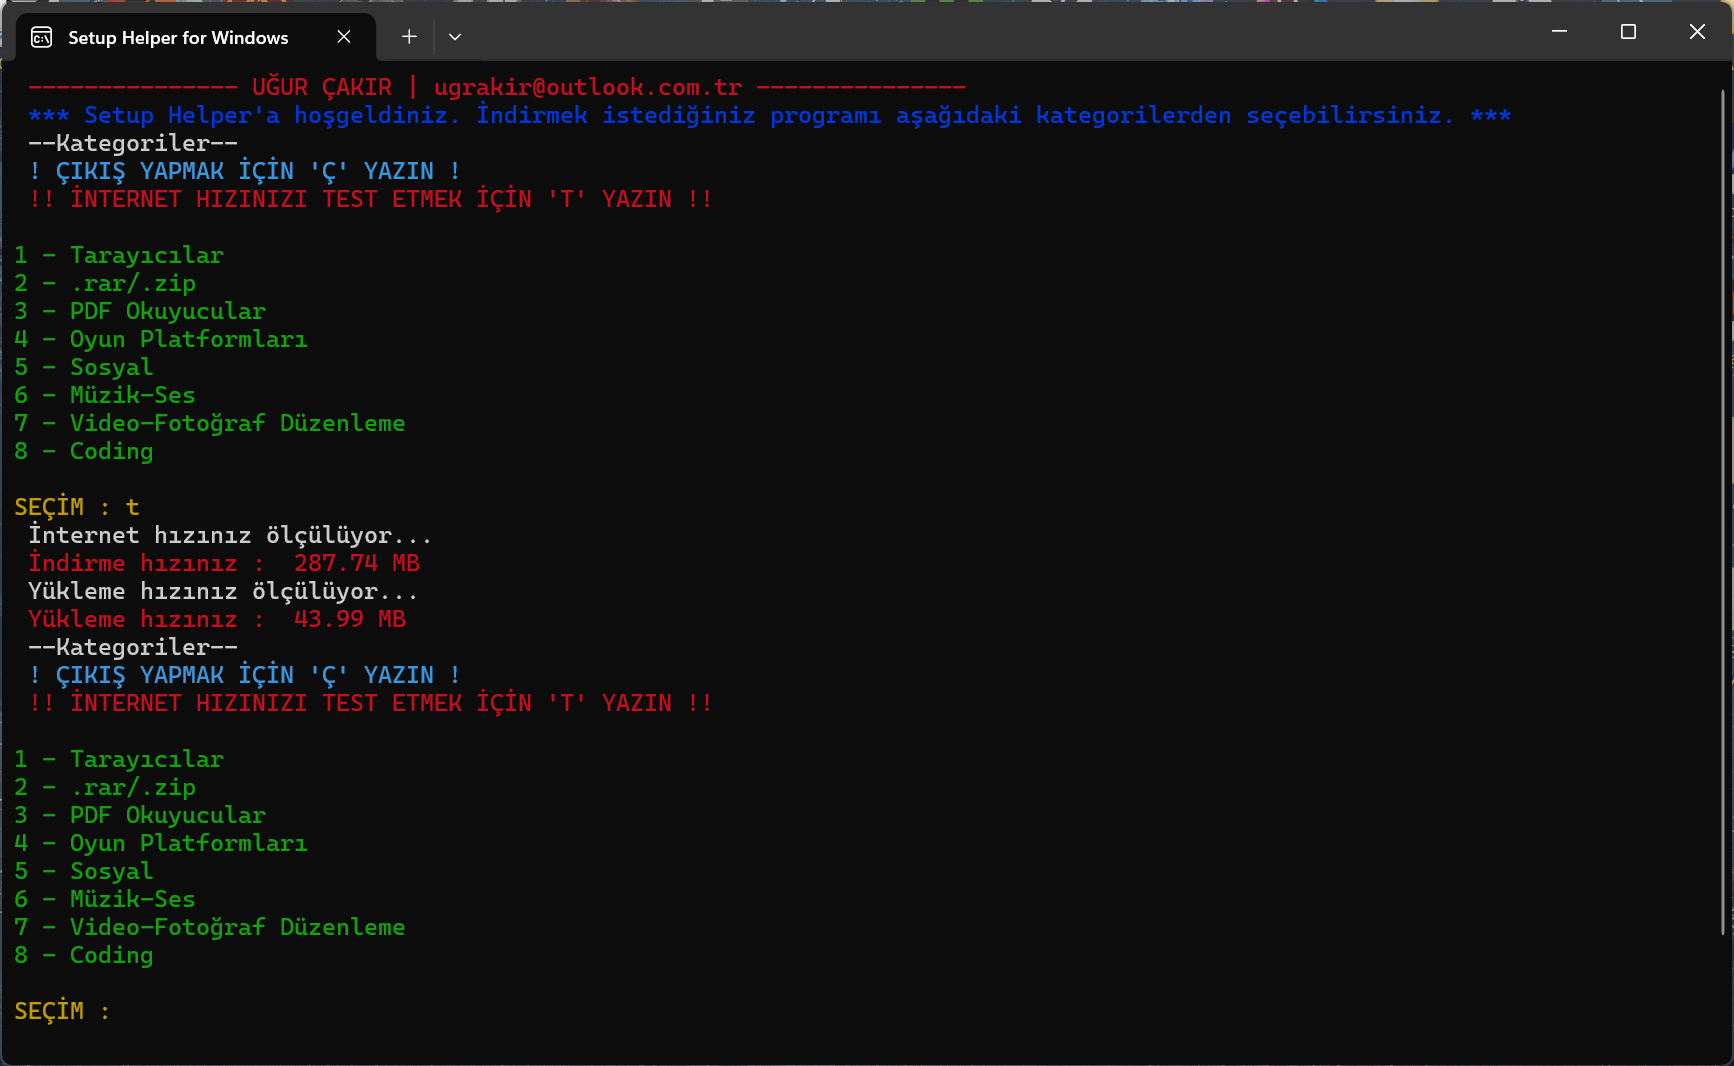 Setup Helper for Windows
--------------- UĞUR ÇAKIR | ugrakir@outlook.com.tr ---------------
*** Setup Helper'a hoşgeldiniz. İndirmek istediğiniz programı aşağıdaki kategorilerden seçebilirsiniz. ***
--Kategoriler--
! ÇIKIŞ YAPMAK İÇİN 'Ç' YAZIN !
!! İNTERNET HIZINIZI TEST ETMEK İÇİN 'T' YAZIN !!
1 - Tarayıcılar
2 - .rar/.zip
3 - PDF Okuyucular
4 - Oyun Platformları
5 - Sosyal
6 - Müzik-Ses
7 - Video-Fotoğraf Düzenleme
8 - Coding
SEÇİM : t
İnternet hızınız ölçülüyor...
İndirme hızınız :  287.74 MB
Yükleme hızınız ölçülüyor...
Yükleme hızınız :  43.99 MB
--Kategoriler--
! ÇIKIŞ YAPMAK İÇİN 'Ç' YAZIN !
!! İNTERNET HIZINIZI TEST ETMEK İÇİN 'T' YAZIN !!
1 - Tarayıcılar
2 - .rar/.zip
3 - PDF Okuyucular
4 - Oyun Platformları
5 - Sosyal
6 - Müzik-Ses
7 - Video-Fotoğraf Düzenleme
8 - Coding
SEÇİM :